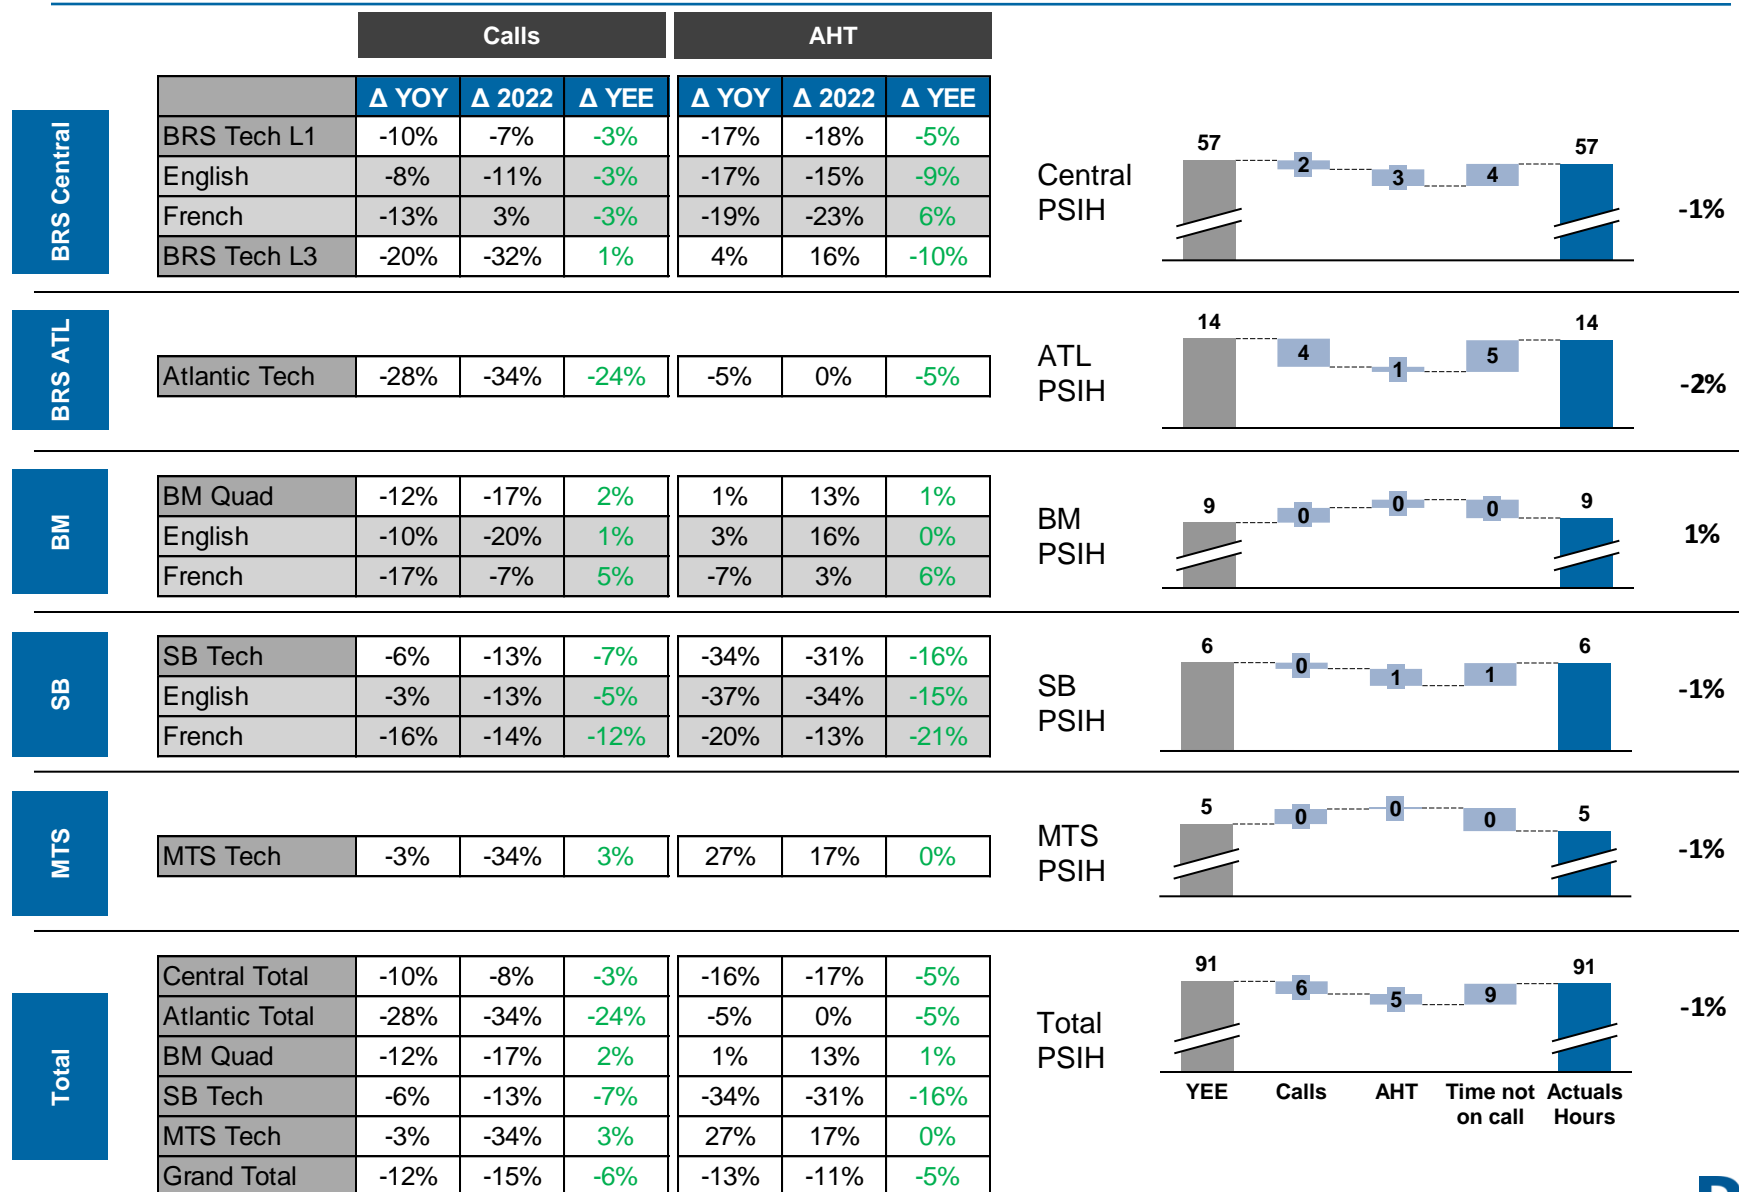 Calls AHT
Δ YOY Δ 2022 Δ YEE Δ YOY Δ 2022 Δ YEE
BRS Central
BRS Tech L1 -10% -7% -3% -17% -18% -5%
English -8% -11% -3% -17% -15% -9%
French -13% 3% -3% -19% -23% 6%
BRS Tech L3 -20% -32% 1% 4% 16% -10%
Central
PSIH
57 2 3 4 57
-1%
BRS ATL
Atlantic Tech -28% -34% -24% -5% 0% -5%
ATL
PSIH
14 4 1 5 14
-2%
BM
BM Quad -12% -17% 2% 1% 13% 1%
English -10% -20% 1% 3% 16% 0%
French -17% -7% 5% -7% 3% 6%
BM
PSIH
9 0 0 0 9
1%
SB
SB Tech -6% -13% -7% -34% -31% -16%
English -3% -13% -5% -37% -34% -15%
French -16% -14% -12% -20% -13% -21%
SB
PSIH
6 0 1 1 6
-1%
MTS
MTS Tech -3% -34% 3% 27% 17% 0%
MTS
PSIH
5 0 0 0 5
-1%
Total
Central Total -10% -8% -3% -16% -17% -5%
Atlantic Total -28% -34% -24% -5% 0% -5%
BM Quad -12% -17% 2% 1% 13% 1%
SB Tech -6% -13% -7% -34% -31% -16%
MTS Tech -3% -34% 3% 27% 17% 0%
Grand Total -12% -15% -6% -13% -11% -5%
Total
PSIH
91 6 5 9 91
-1%
YEE Calls AHT Time not Actuals
on call Hours